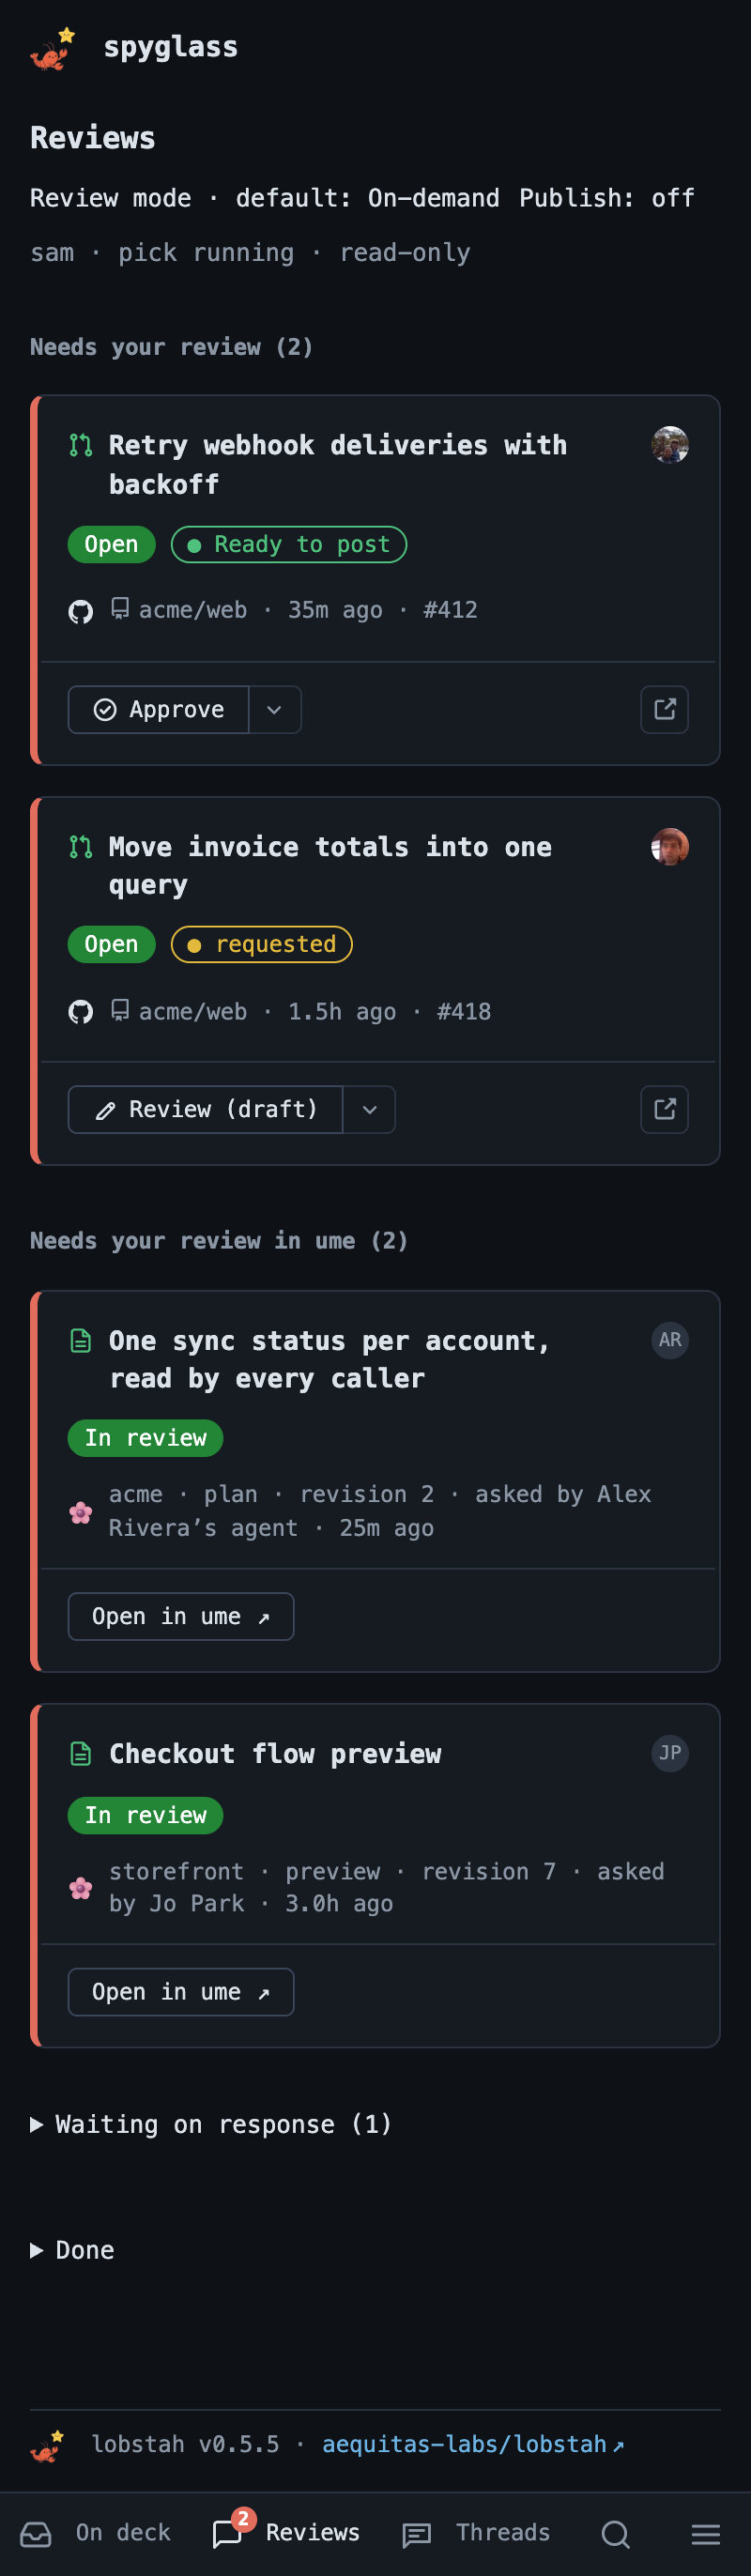 spyglass
Reviews
Review mode · default: On-demand Publish: off
sam · pick running · read-only
Needs your review (2)
Retry webhook deliveries with
backoff
Open ● Ready to post
acme/web · 35m ago · #412
Approve
Move invoice totals into one
query
Open ● requested
acme/web · 1.5h ago · #418
Review (draft)
Needs your review in ume (2)
One sync status per account,
read by every caller
AR
In review
acme · plan · revision 2 · asked by Alex
Rivera’s agent · 25m ago
Open in ume ↗
Checkout flow preview
JP
In review
storefront · preview · revision 7 · asked
by Jo Park · 3.0h ago
Open in ume ↗
▶ Waiting on response (1)
▶ Done
lobstah v0.5.5 · aequitas-labs/lobstah↗
On deck 2 Reviews Threads